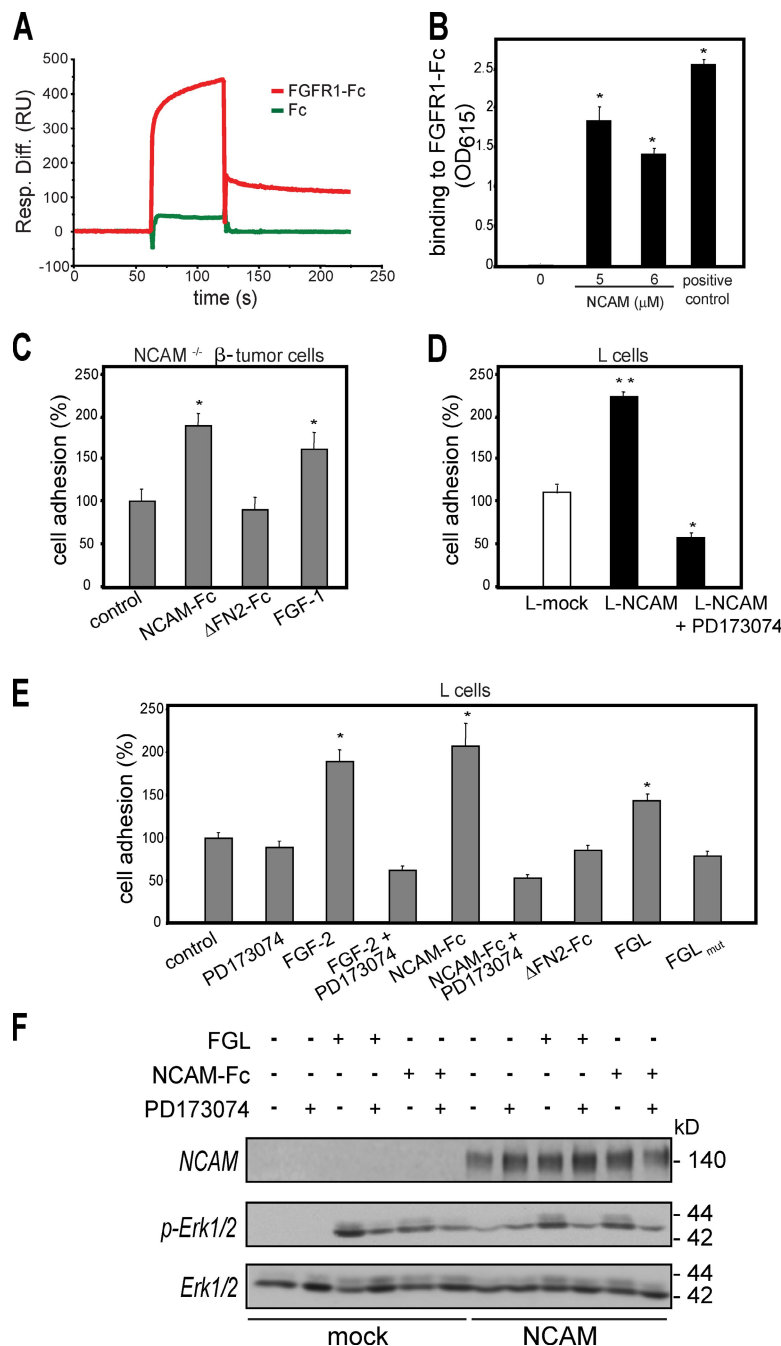 A
500
400
300
200
100
0
-100
Resp. Diff. (RU)
FGFR1-Fc
Fc
0 50 100 150 200 250
time (s)
B
2.5
2
1.5
1
0.5
0
binding to FGFR1-Fc
(OD615)
* * *
0 5 6 positive
NCAM (μM) control
C
NCAM -/- β-tumor cells
250
200
150
100
50
0
cell adhesion (%)
* *
control NCAM-Fc ΔFN2-Fc FGF-1
D
L cells
250
200
150
100
50
0
cell adhesion (%)
** *
L-mock L-NCAM L-NCAM
+ PD173074
E
L cells
250
200
150
100
50
0
cell adhesion (%)
* * *
control
PD173074
FGF-2
FGF-2 +
PD173074
NCAM-Fc
NCAM-Fc +
PD173074
ΔFN2-Fc
FGL
FGL mut
F
FGL - - + + - - - - + + - -
NCAM-Fc - - - - + + - - - - + +
PD173074 - + - + - + - + - + - +
kD
NCAM - 140
p-Erk1/2 - 44
- 42
Erk1/2 - 44
- 42
mock NCAM